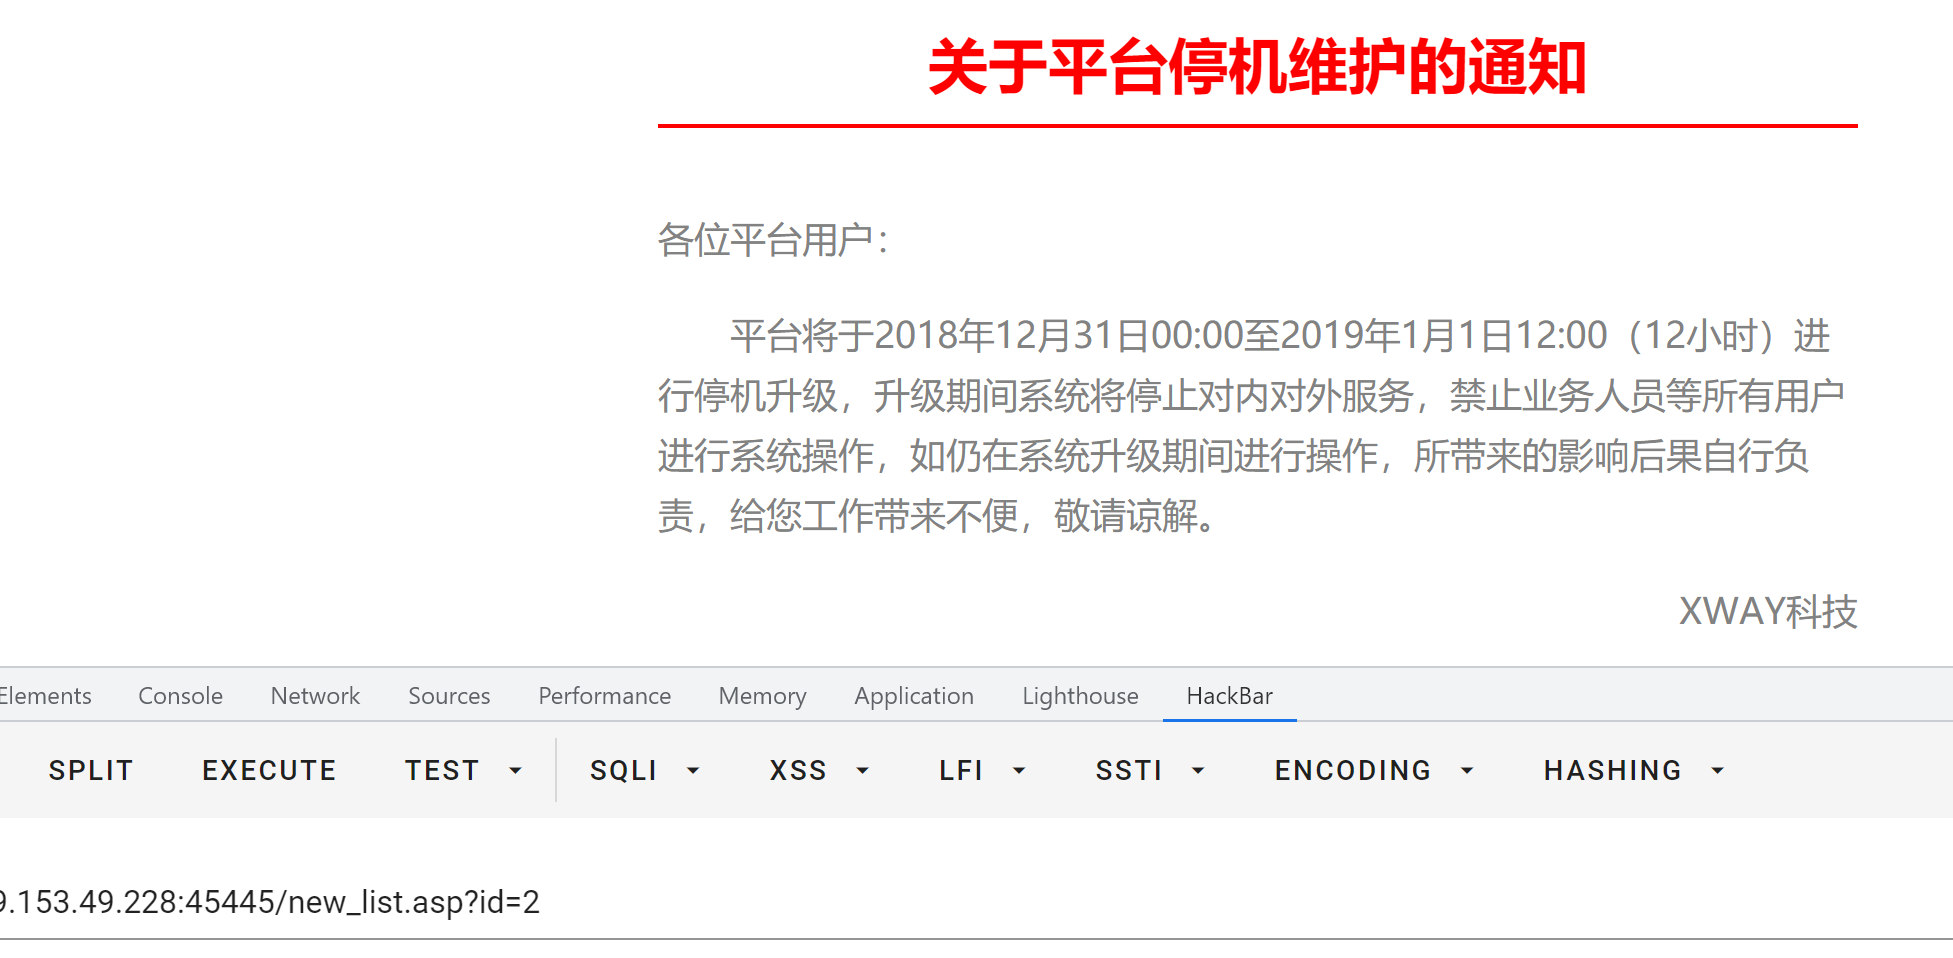 关于平台停机维护的通知
各位平台用户：
平台将于2018年12月31日00:00至2019年1月1日12:00（12小时）进
行停机升级，升级期间系统将停止对内对外服务，禁止业务人员等所有用户
进行系统操作，如仍在系统升级期间进行操作，所带来的影响后果自行负
责，给您工作带来不便，敬请谅解。
XWAY科技
Elements Console Network Sources Performance Memory Application Lighthouse HackBar
SPLIT EXECUTE TEST SQLI XSS LFI SSTI ENCODING HASHING
9.153.49.228:45445/new_list.asp?id=2